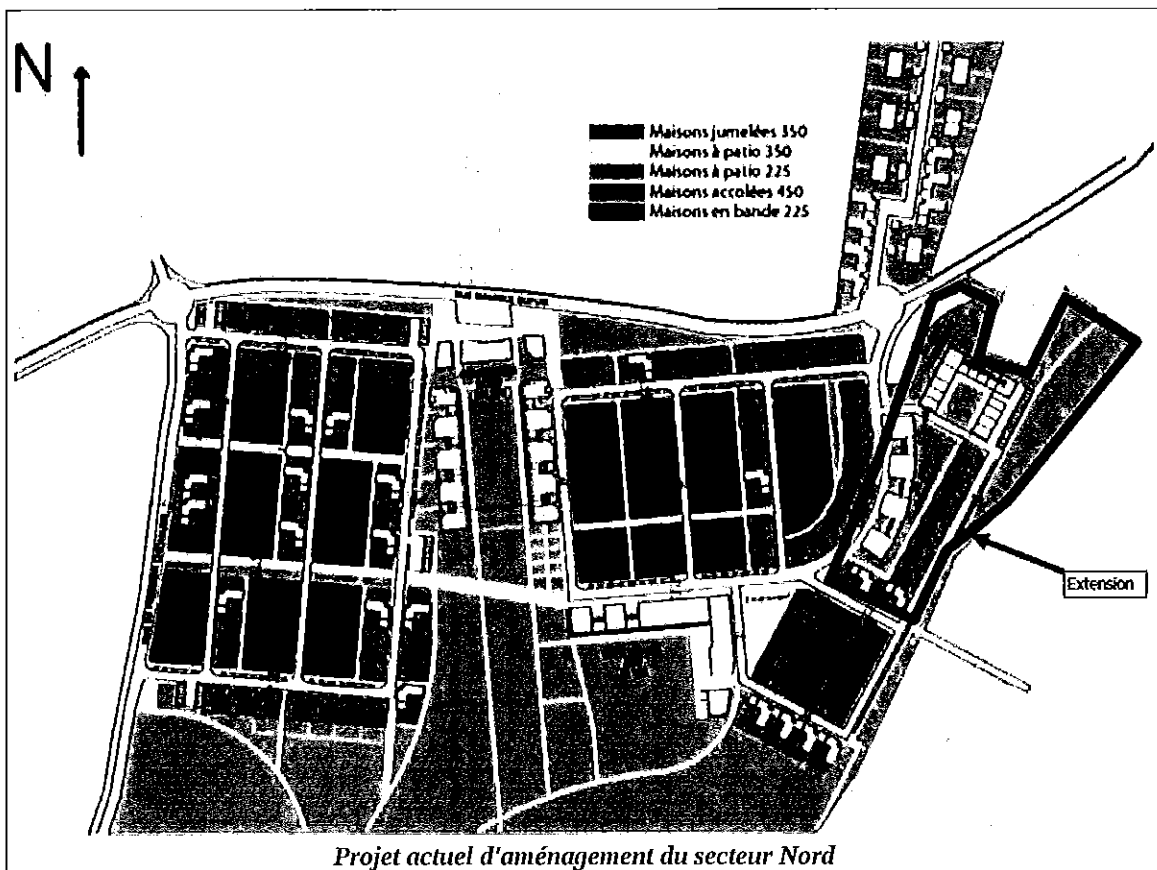 N
Maisons jumelées 350
Maisons à patio 350
Maisons à patio 225
Maisons accolées 450
Maisons en bande 225
Extension
Projet actuel d'aménagement du secteur Nord